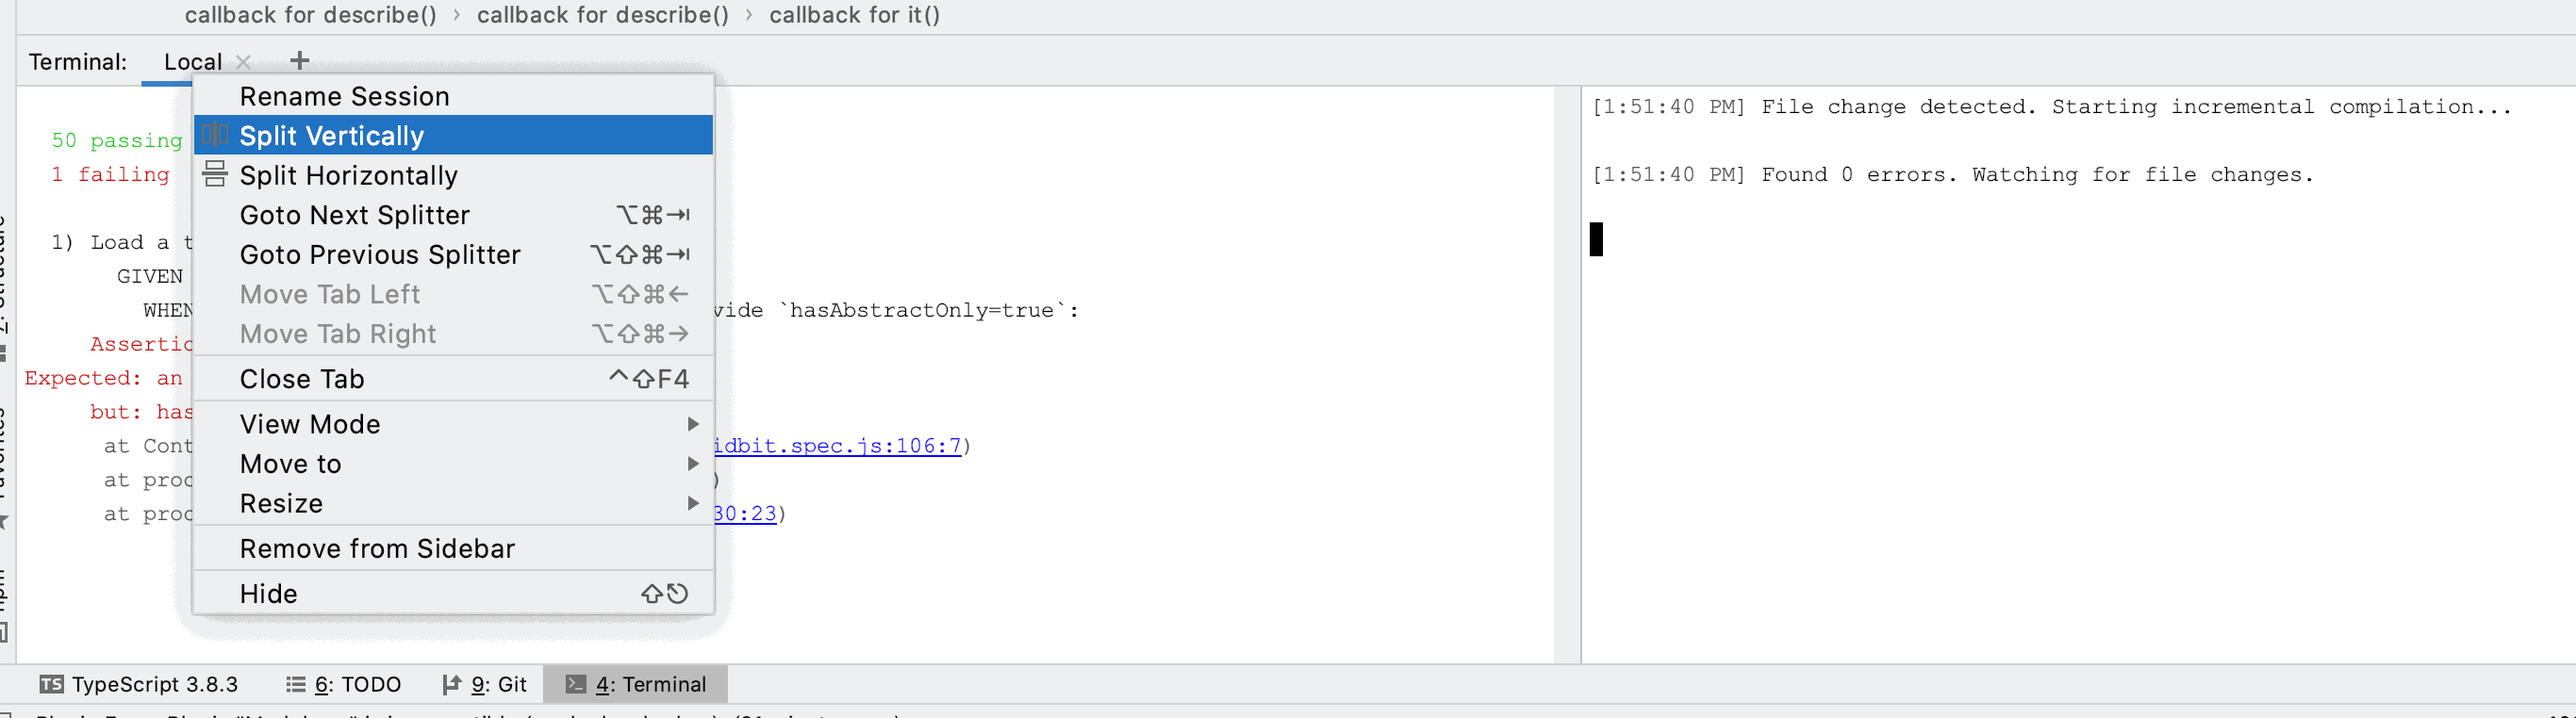 callback for describe() › callback for describe() › callback for it()
Terminal: Local × +
Rename Session
Split Vertically
Split Horizontally
Goto Next Splitter ⌥⌘⇥
Goto Previous Splitter ⌥⇧⌘⇥
Move Tab Left ⌥⇧⌘←
Move Tab Right ⌥⇧⌘→
Close Tab ^⇧F4
View Mode
Move to
Resize
Remove from Sidebar
Hide ⇧⎋
50 passing
1 failing
1) Load a t
GIVEN
WHEN vide `hasAbstractOnly=true`:
Assertio
Expected: an
but: has
at Cont idbit.spec.js:106:7)
at proc )
at proc 30:23)
[1:51:40 PM] File change detected. Starting incremental compilation...
[1:51:40 PM] Found 0 errors. Watching for file changes.
Z: Structure
npm
TypeScript 3.8.3 6: TODO 9: Git 4: Terminal